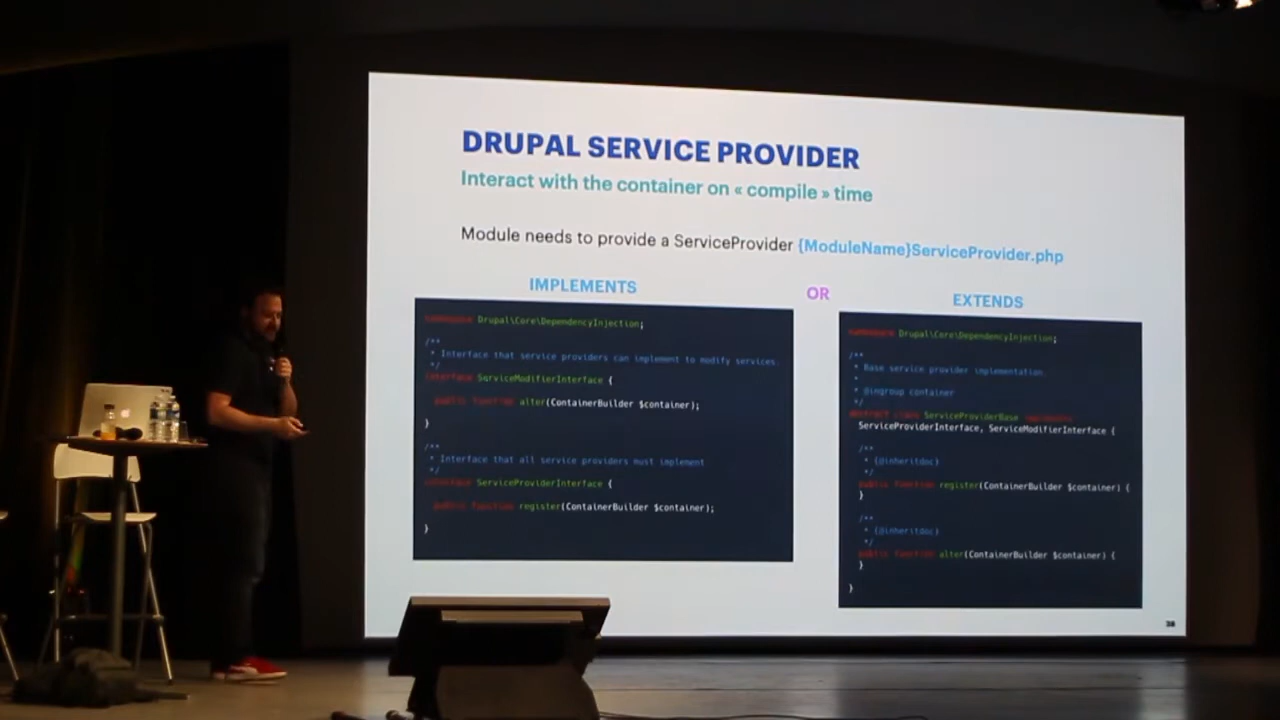 DRUPAL SERVICE PROVIDER
Interact with the container on « compile » time
Module needs to provide a ServiceProvider {ModuleName}ServiceProvider.php
IMPLEMENTS
namespace Drupal\Core\DependencyInjection;
/**
* Interface that service providers can implement to modify services.
*/
interface ServiceModifierInterface {
public function alter(ContainerBuilder $container);
}
/**
* Interface that all service providers must implement
*/
interface ServiceProviderInterface {
public function register(ContainerBuilder $container);
}
OR
EXTENDS
namespace Drupal\Core\DependencyInjection;
/**
* Base service provider implementation.
*
* @ingroup container
*/
abstract class ServiceProviderBase implements
ServiceProviderInterface, ServiceModifierInterface {
/**
* {@inheritdoc}
*/
public function register(ContainerBuilder $container) {
}
/**
* {@inheritdoc}
*/
public function alter(ContainerBuilder $container) {
}
}
38